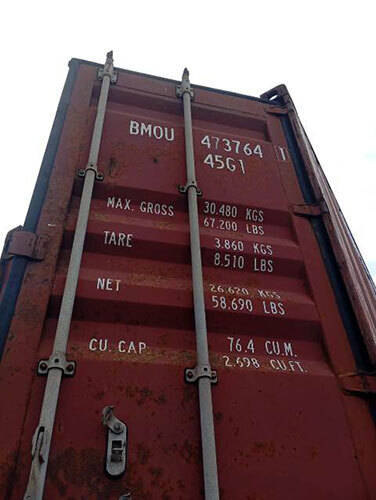 BMOU 473764 1
45G1
MAX. GROSS 30.480 KGS
67.200 LBS
TARE 3.860 KGS
8.510 LBS
NET 26.620 KGS
58.690 LBS
CU. CAP. 76.4 CU.M.
2.698 CU.FT.